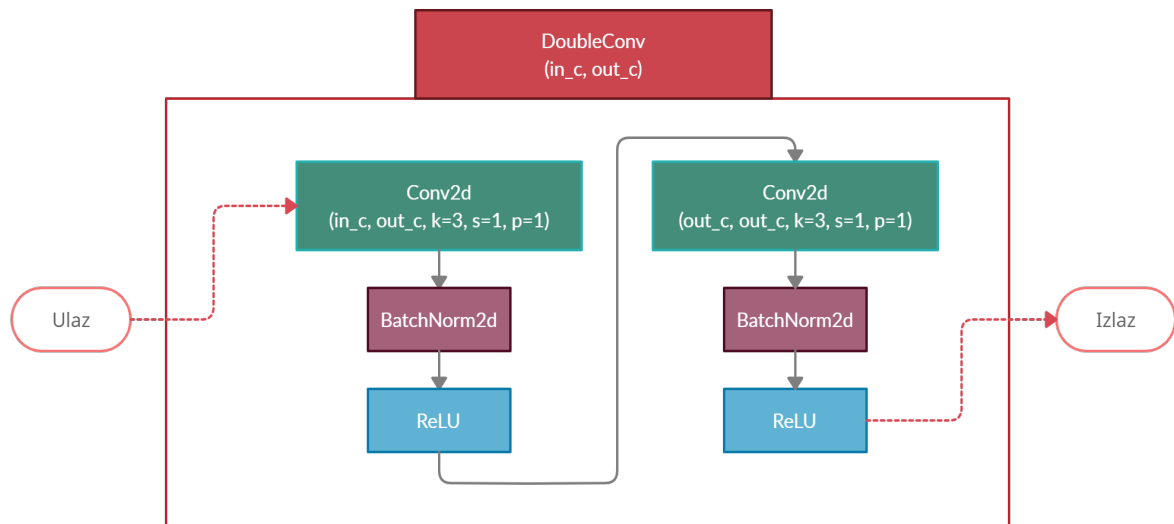 DoubleConv
(in_c, out_c)
Ulaz
Conv2d
(in_c, out_c, k=3, s=1, p=1)
BatchNorm2d
ReLU
Conv2d
(out_c, out_c, k=3, s=1, p=1)
BatchNorm2d
ReLU
Izlaz